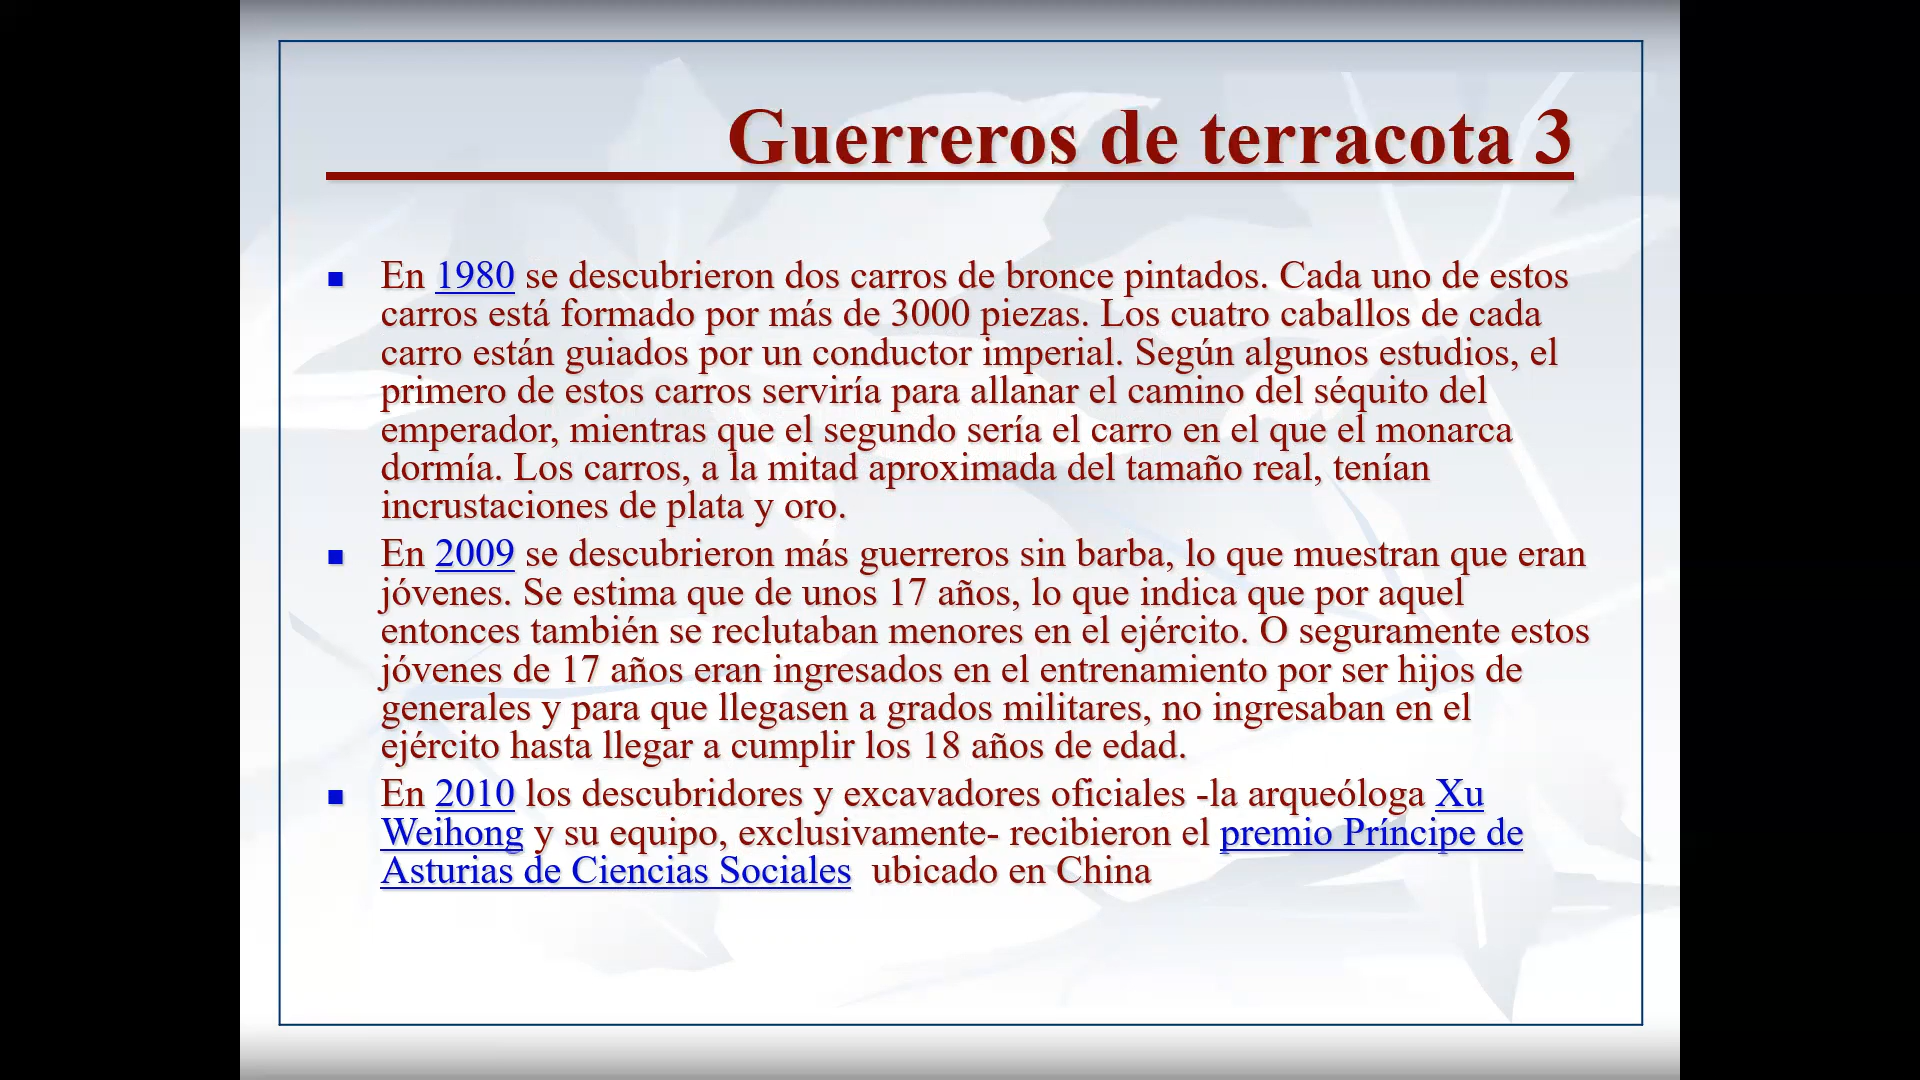 Guerreros de terracota 3
En 1980 se descubrieron dos carros de bronce pintados. Cada uno de estos
carros está formado por más de 3000 piezas. Los cuatro caballos de cada
carro están guiados por un conductor imperial. Según algunos estudios, el
primero de estos carros serviría para allanar el camino del séquito del
emperador, mientras que el segundo sería el carro en el que el monarca
dormía. Los carros, a la mitad aproximada del tamaño real, tenían
incrustaciones de plata y oro.
En 2009 se descubrieron más guerreros sin barba, lo que muestran que eran
jóvenes. Se estima que de unos 17 años, lo que indica que por aquel
entonces también se reclutaban menores en el ejército. O seguramente estos
jóvenes de 17 años eran ingresados en el entrenamiento por ser hijos de
generales y para que llegasen a grados militares, no ingresaban en el
ejército hasta llegar a cumplir los 18 años de edad.
En 2010 los descubridores y excavadores oficiales -la arqueóloga Xu
Weihong y su equipo, exclusivamente- recibieron el premio Príncipe de
Asturias de Ciencias Sociales  ubicado en China